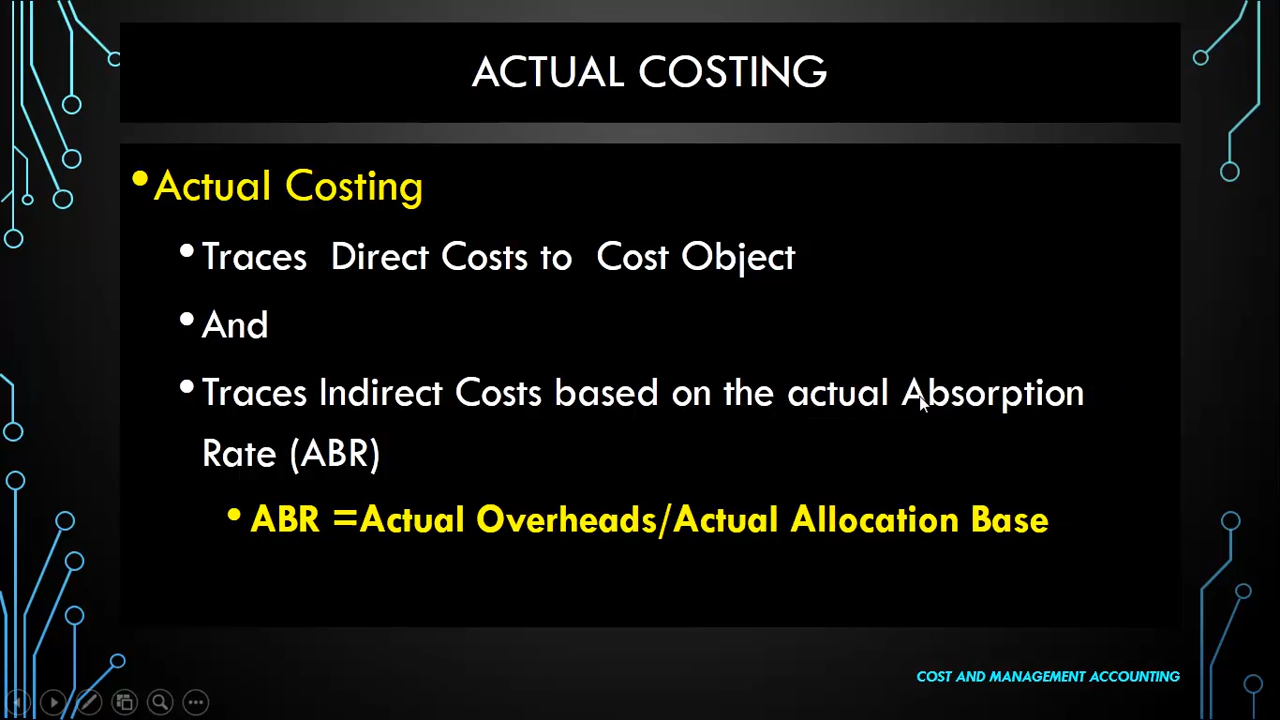 ACTUAL COSTING
•Actual Costing
•Traces Direct Costs to Cost Object
•And
•Traces Indirect Costs based on the actual Absorption
Rate (ABR)
•ABR =Actual Overheads/Actual Allocation Base
COST AND MANAGEMENT ACCOUNTING